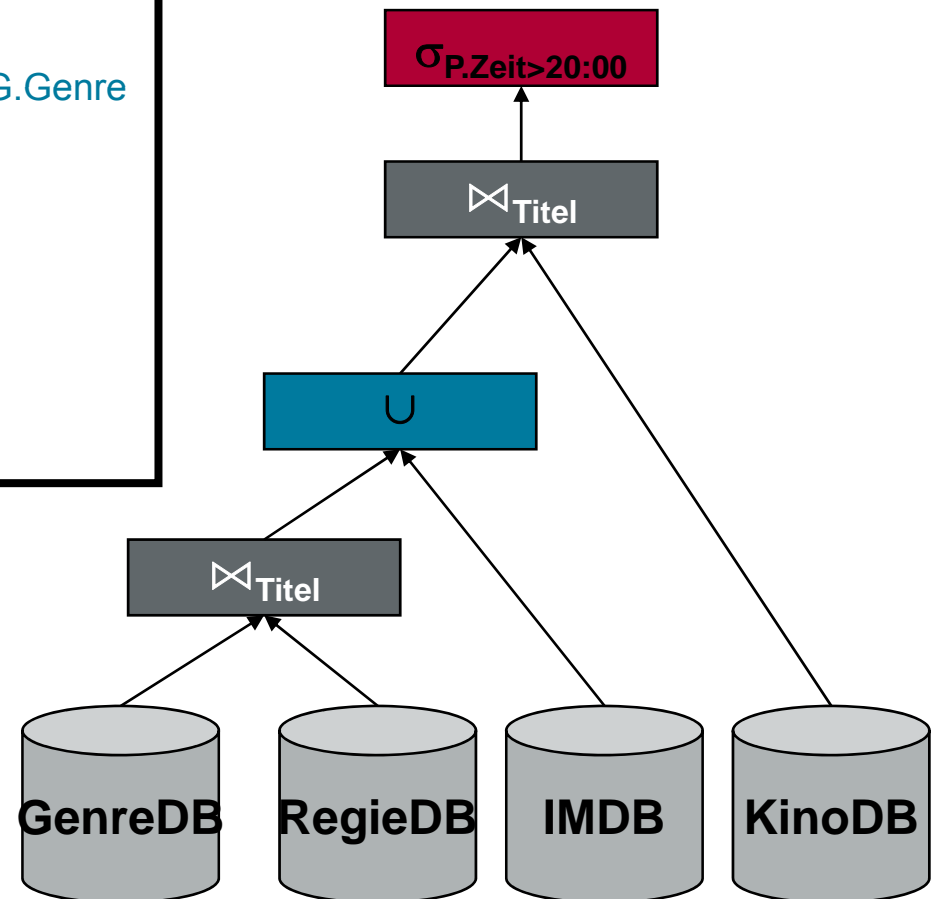 G.Genre
σP.Zeit>20:00
⋈Titel
∪
⋈Titel
GenreDB RegieDB IMDB KinoDB